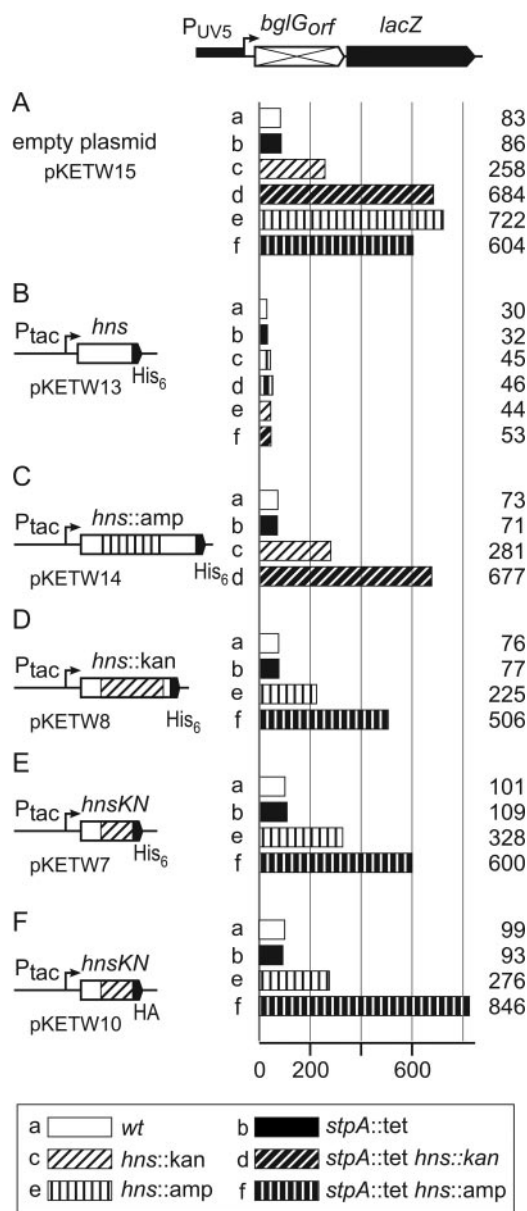 PUV5 bglGorf lacZ
A
empty plasmid
pKETW15
a 83
b 86
c 258
d 684
e 722
f 604
B
Ptac hns
His6
pKETW13
a 30
b 32
c 45
d 46
e 44
f 53
C
Ptac hns::amp
His6
pKETW14
a 73
b 71
c 281
d 677
D
Ptac hns::kan
His6
pKETW8
a 76
b 77
e 225
f 506
E
Ptac hnsKN
His6
pKETW7
a 101
b 109
e 328
f 600
F
Ptac hnsKN
HA
pKETW10
a 99
b 93
e 276
f 846
0 200 600
a wt b stpA::tet
c hns::kan d stpA::tet hns::kan
e hns::amp f stpA::tet hns::amp